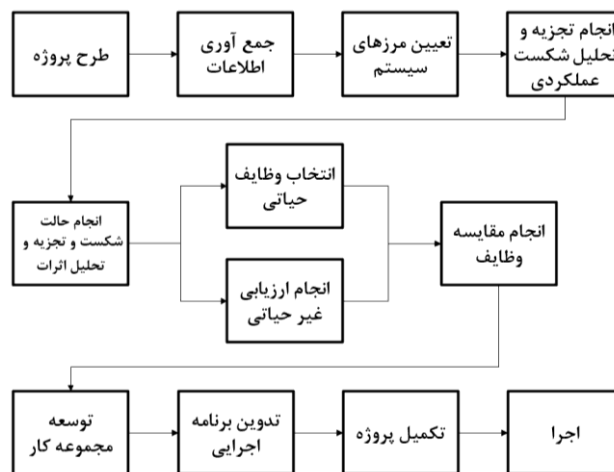 طرح پروژه
جمع آوری
اطلاعات
تعیین مرزهای
سیستم
انجام تجزیه و
تحلیل شکست
عملکردی
انجام حالت
شکست و تجزیه و
تحلیل اثرات
انتخاب وظایف
حیاتی
انجام ارزیابی
غیر حیاتی
انجام مقایسه
وظایف
توسعه
مجموعه کار
تدوین برنامه
اجرایی
تکمیل پروژه
اجرا